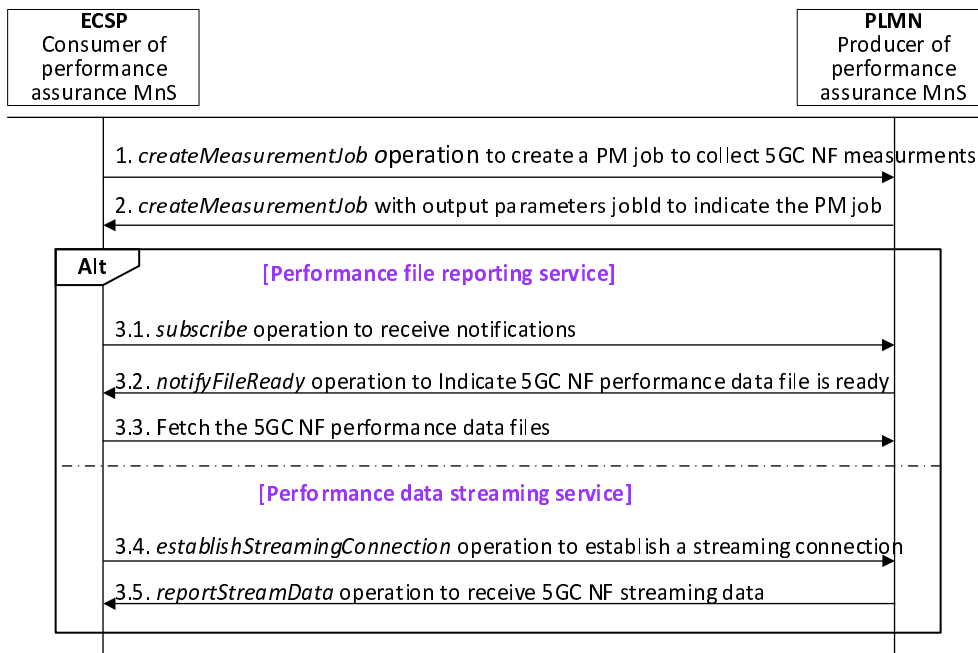 ECSP
Consumer of
performance
assurance MnS
PLMN
Producer of
performance
assurance MnS
1. createMeasurementJob operation to create a PM job to collect 5GC NF measurments
2. createMeasurementJob with output parameters jobId to indicate the PM job
Alt
[Performance file reporting service]
3.1. subscribe operation to receive notifications
3.2. notifyFileReady operation to Indicate 5GC NF performance data file is ready
3.3. Fetch the 5GC NF performance data files
[Performance data streaming service]
3.4. establishStreamingConnection operation to establish a streaming connection
3.5. reportStreamData operation to receive 5GC NF streaming data